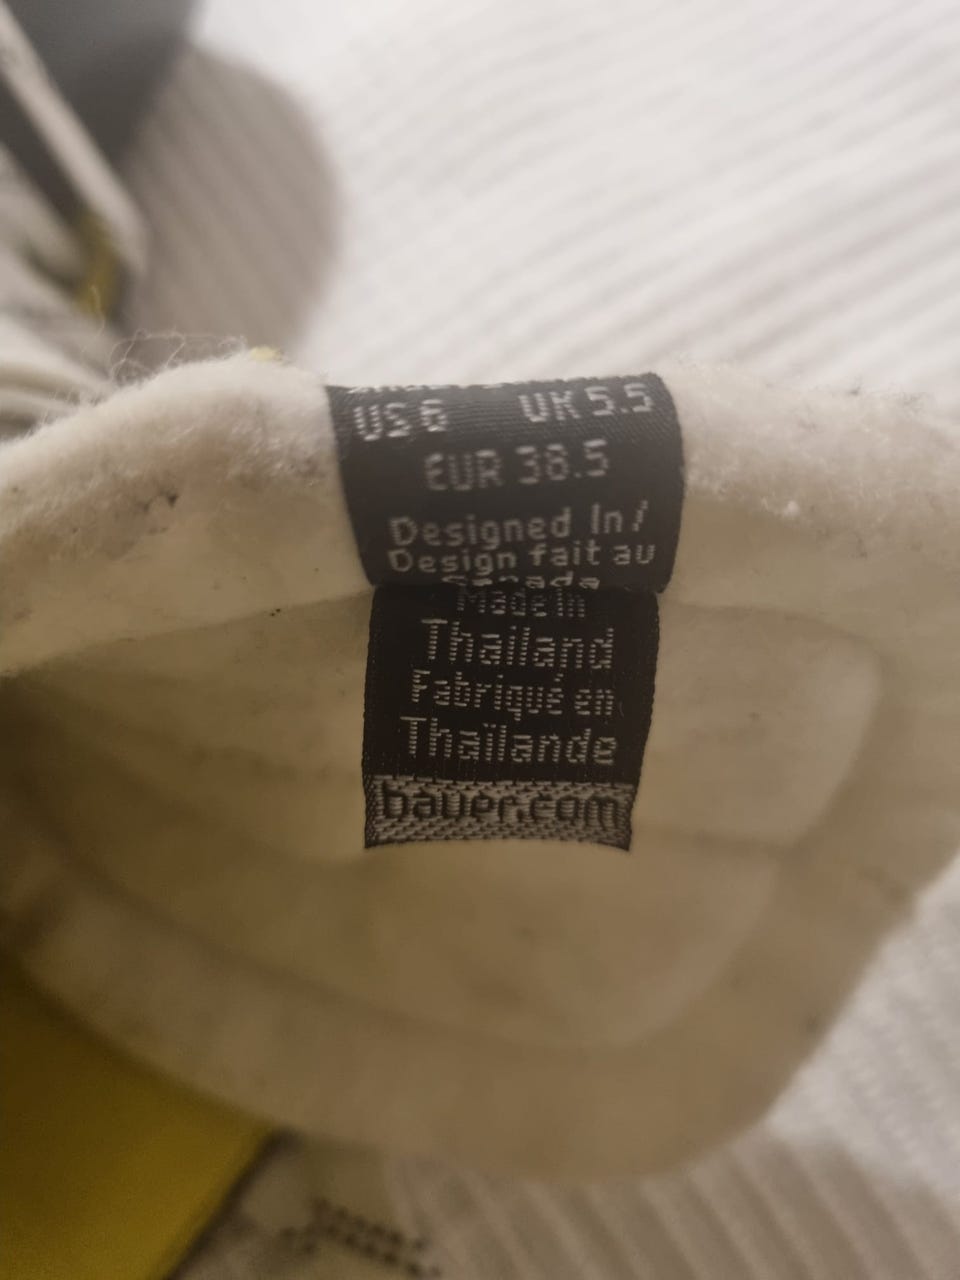 US 6 UK 5.5
EUR 38.5
Designed In /
Design fait au
Canada
Made In
Thailand
Fabriqué en
Thaïlande
bauer.com